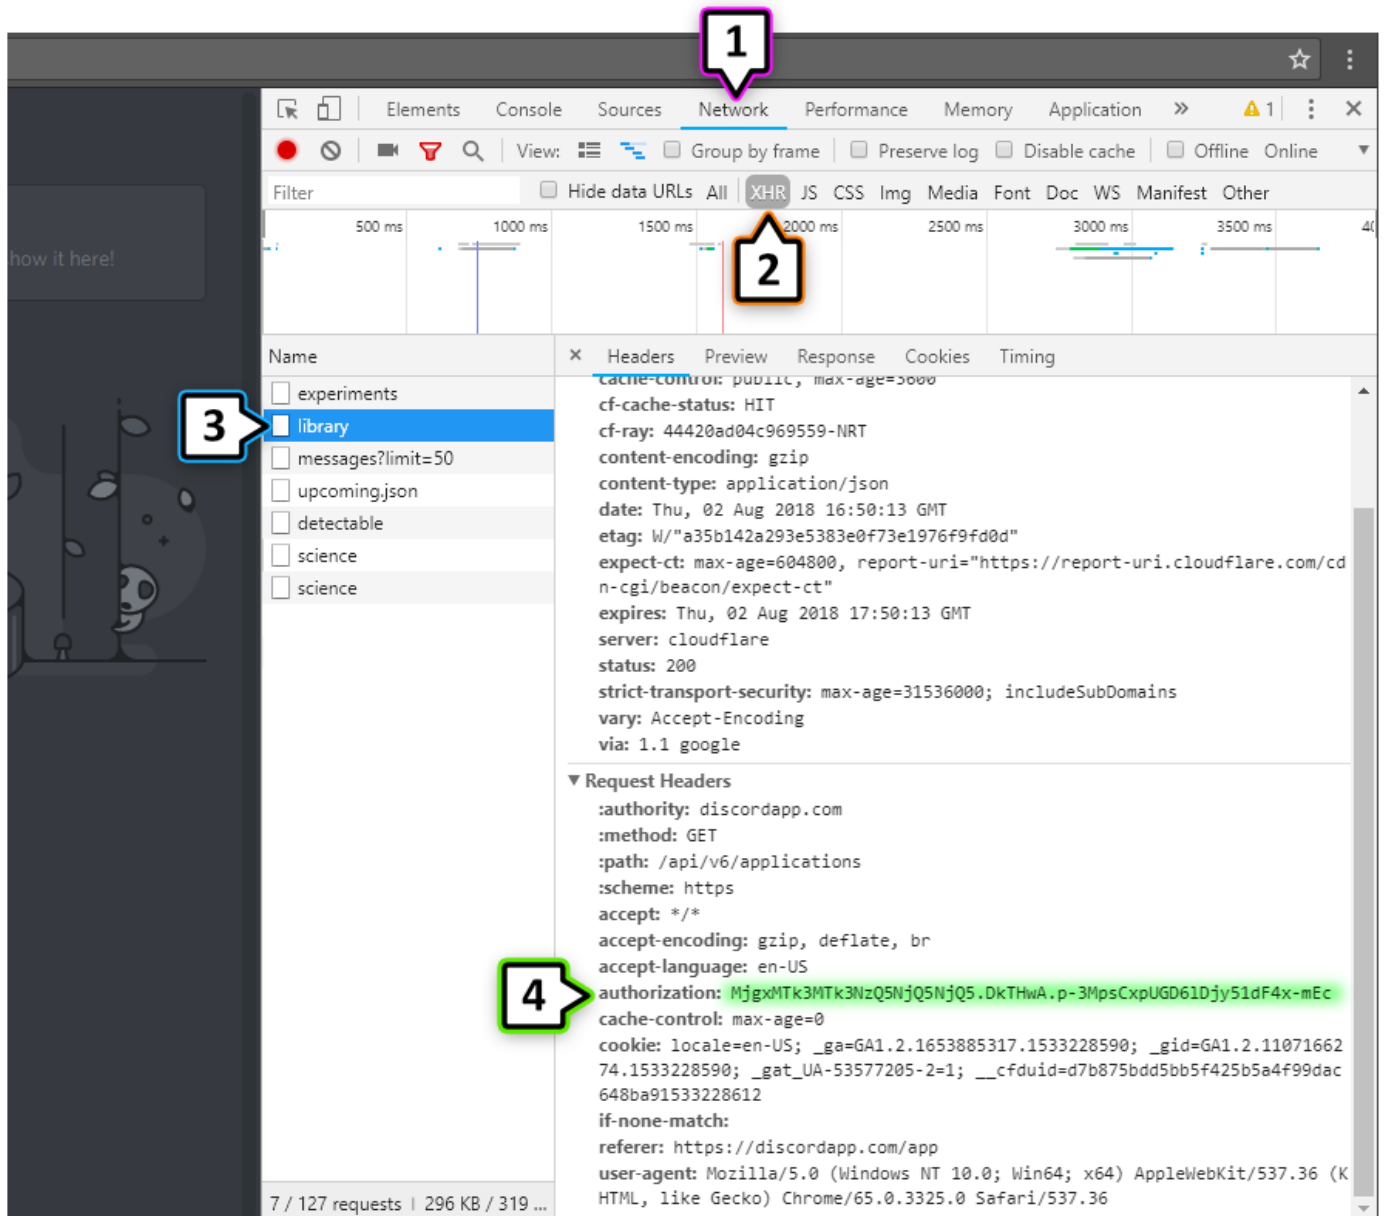 1
Elements Console Sources Network Performance Memory Application » 1
View: Group by frame Preserve log Disable cache Offline Online
Filter Hide data URLs All XHR JS CSS Img Media Font Doc WS Manifest Other
500 ms 1000 ms 1500 ms 2000 ms 2500 ms 3000 ms 3500 ms
how it here!
2
Name
× Headers Preview Response Cookies Timing
experiments
3
library
messages?limit=50
upcoming.json
detectable
science
science
cache-control: public, max-age=3600
cf-cache-status: HIT
cf-ray: 44420ad04c969559-NRT
content-encoding: gzip
content-type: application/json
date: Thu, 02 Aug 2018 16:50:13 GMT
etag: W/"a35b142a293e5383e0f73e1976f9fd0d"
expect-ct: max-age=604800, report-uri="https://report-uri.cloudflare.com/cd
n-cgi/beacon/expect-ct"
expires: Thu, 02 Aug 2018 17:50:13 GMT
server: cloudflare
status: 200
strict-transport-security: max-age=31536000; includeSubDomains
vary: Accept-Encoding
via: 1.1 google
Request Headers
:authority: discordapp.com
:method: GET
:path: /api/v6/applications
:scheme: https
accept: */*
accept-encoding: gzip, deflate, br
accept-language: en-US
4
authorization: MjgxMTk3MTk3NzQ5NjQ5NjQ5.DkTHwA.p-3MpsCxpUGD6lDjy51dF4x-mEc
cache-control: max-age=0
cookie: locale=en-US; _ga=GA1.2.1653885317.1533228590; _gid=GA1.2.11071662
74.1533228590; _gat_UA-53577205-2=1; __cfduid=d7b875bdd5bb5f425b5a4f99dac
648ba91533228612
if-none-match:
referer: https://discordapp.com/app
user-agent: Mozilla/5.0 (Windows NT 10.0; Win64; x64) AppleWebKit/537.36 (K
HTML, like Gecko) Chrome/65.0.3325.0 Safari/537.36
7 / 127 requests | 296 KB / 319 ...